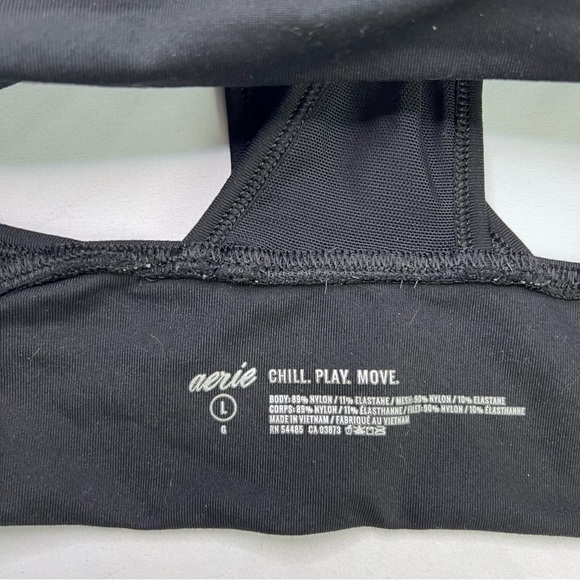 aerie CHILL. PLAY. MOVE.
L
G
BODY: 89% NYLON / 11% ELASTANE / MESH: 90% NYLON / 10% ELASTANE
CORPS: 89% NYLON / 11% ÉLASTHANNE / FILET: 90% NYLON / 10% ÉLASTHANNE
MADE IN VIETNAM / FABRIQUÉ AU VIETNAM
RN 54485 CA 03873